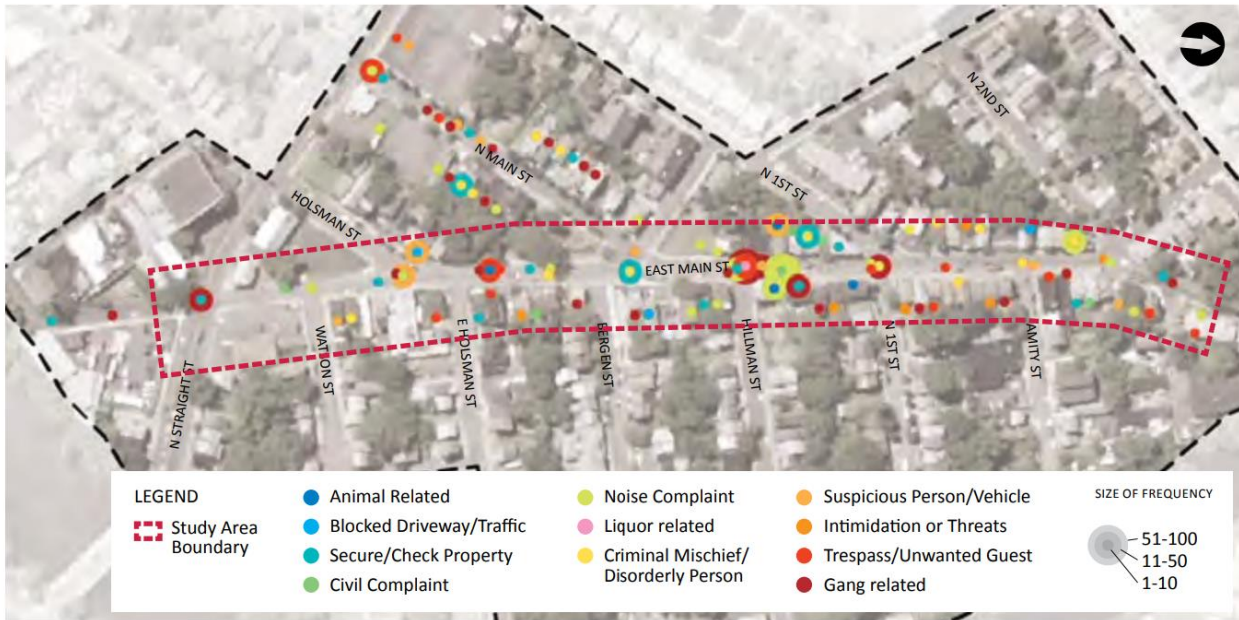 N 2ND ST
N MAIN ST
N 1ST ST
HOLSMAN ST
EAST MAIN ST
N STRAIGHT ST
WATSON ST
E HOLSMAN ST
BERGEN ST
HILLMAN ST
N 1ST ST
AMITY ST
LEGEND
Study Area
Boundary
Animal Related
Blocked Driveway/Traffic
Secure/Check Property
Civil Complaint
Noise Complaint
Liquor related
Criminal Mischief/
Disorderly Person
Suspicious Person/Vehicle
Intimidation or Threats
Trespass/Unwanted Guest
Gang related
SIZE OF FREQUENCY
51-100
11-50
1-10